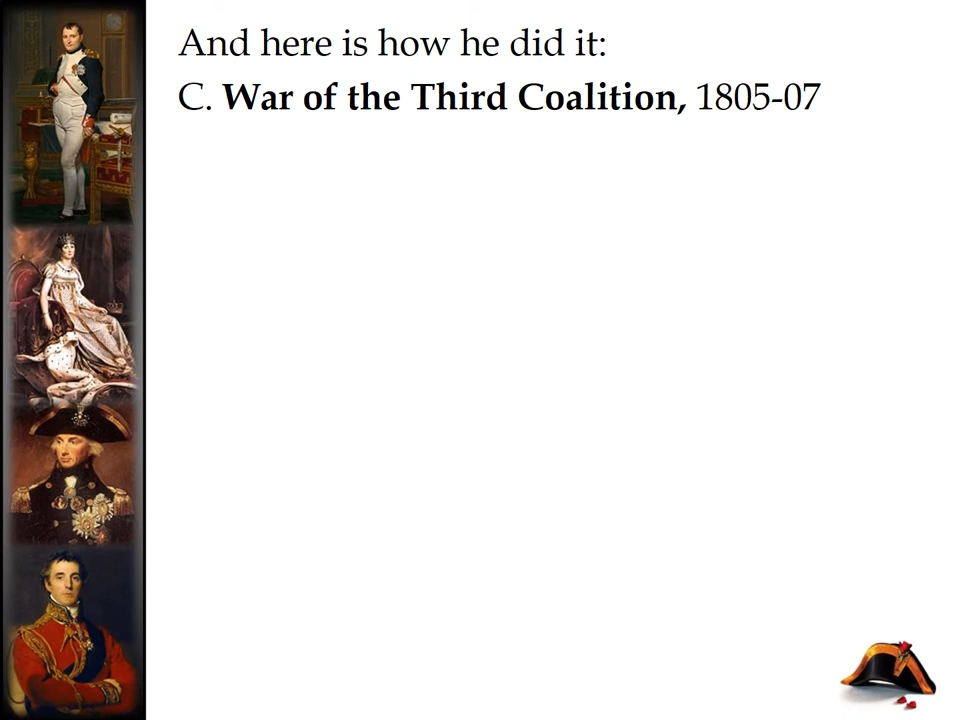 And here is how he did it:
C. War of the Third Coalition, 1805-07